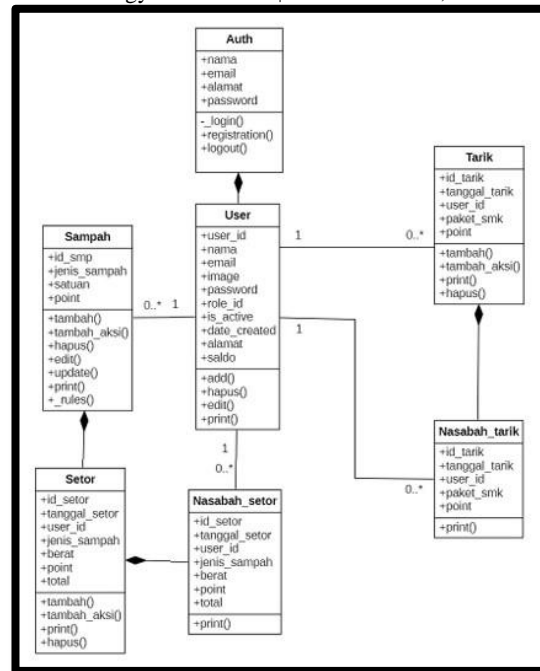 Auth
+nama
+email
+alamat
+password
-_login()
+registration()
+logout()
User
+user_id
+nama
+email
+image
+password
+role_id
+is_active
+date_created
+alamat
+saldo
+add()
+hapus()
+edit()
+print()
1
0..*
Tarik
+id_tarik
+tanggal_tarik
+user_id
+paket_smk
+point
+tambah()
+tambah_aksi()
+print()
+hapus()
Sampah
+id_smp
+jenis_sampah
+satuan
+point
+tambah()
+tambah_aksi()
+hapus()
+edit()
+update()
+print()
+_rules()
0..*
1
1
0..*
Nasabah_tarik
+id_tarik
+tanggal_tarik
+user_id
+paket_smk
+point
+print()
1
0..*
Setor
+id_setor
+tanggal_setor
+user_id
+jenis_sampah
+berat
+point
+total
+tambah()
+tambah_aksi()
+print()
+hapus()
Nasabah_setor
+id_setor
+tanggal_setor
+user_id
+jenis_sampah
+berat
+point
+total
+print()